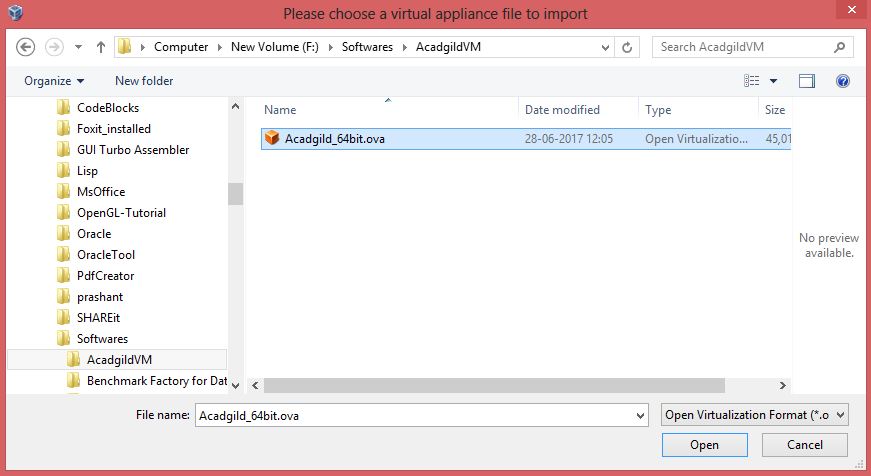 Please choose a virtual appliance file to import
Computer
New Volume (F:)
Softwares
AcadgildVM
Search AcadgildVM
Organize
New folder
CodeBlocks
Foxit_installed
GUI Turbo Assembler
Lisp
MsOffice
OpenGL-Tutorial
Oracle
OracleTool
PdfCreator
prashant
SHAREit
Softwares
AcadgildVM
Benchmark Factory for Dat
Name
Date modified
Type
Size
Acadgild_64bit.ova
28-06-2017 12:05
Open Virtualizatio...
45,01
No preview
available.
File name:
Acadgild_64bit.ova
Open Virtualization Format (*.o
Open
Cancel